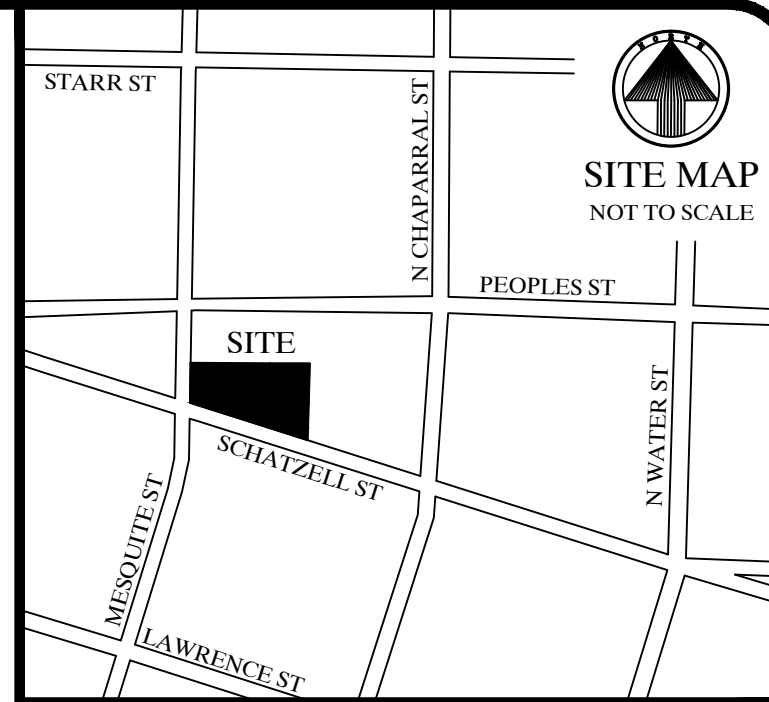 NORTH
STARR ST
N CHAPARRAL ST
SITE MAP
NOT TO SCALE
PEOPLES ST
SITE
N WATER ST
SCHATZELL ST
MESQUITE ST
LAWRENCE ST